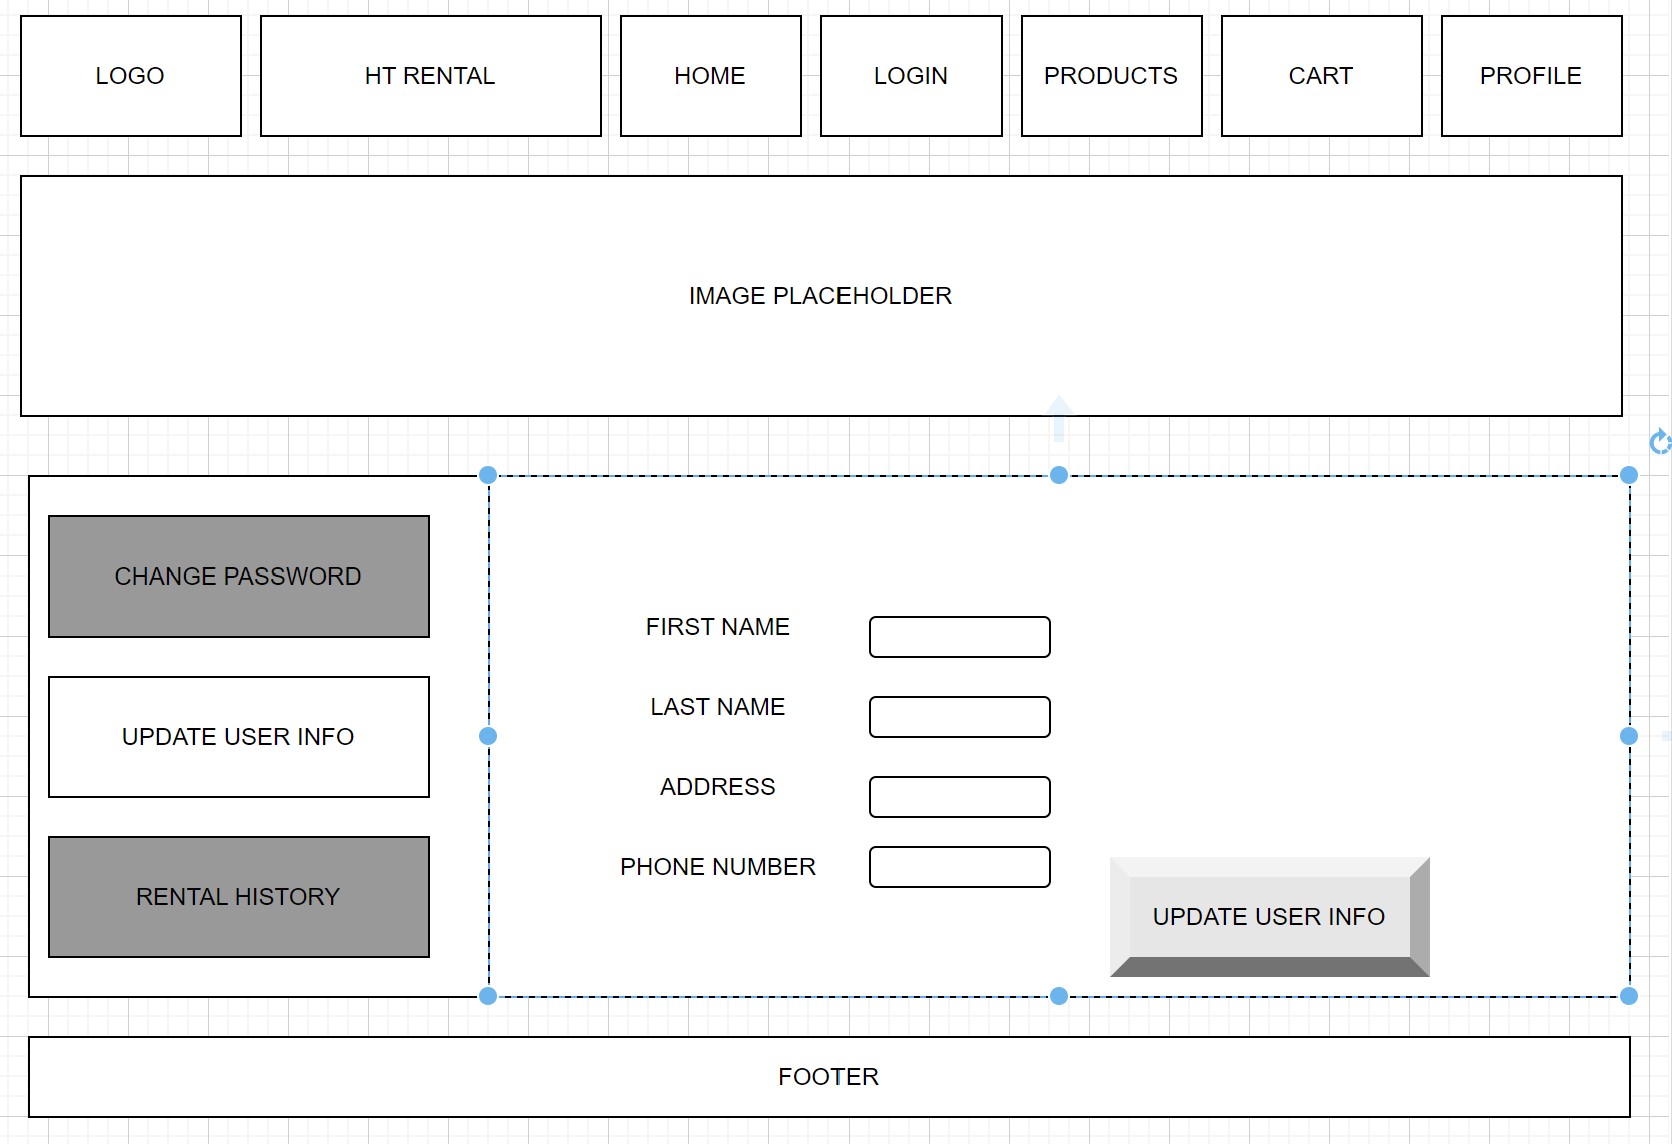 LOGO
HT RENTAL
HOME
LOGIN
PRODUCTS
CART
PROFILE
IMAGE PLACEHOLDER
CHANGE PASSWORD
UPDATE USER INFO
RENTAL HISTORY
FIRST NAME
LAST NAME
ADDRESS
PHONE NUMBER
UPDATE USER INFO
FOOTER